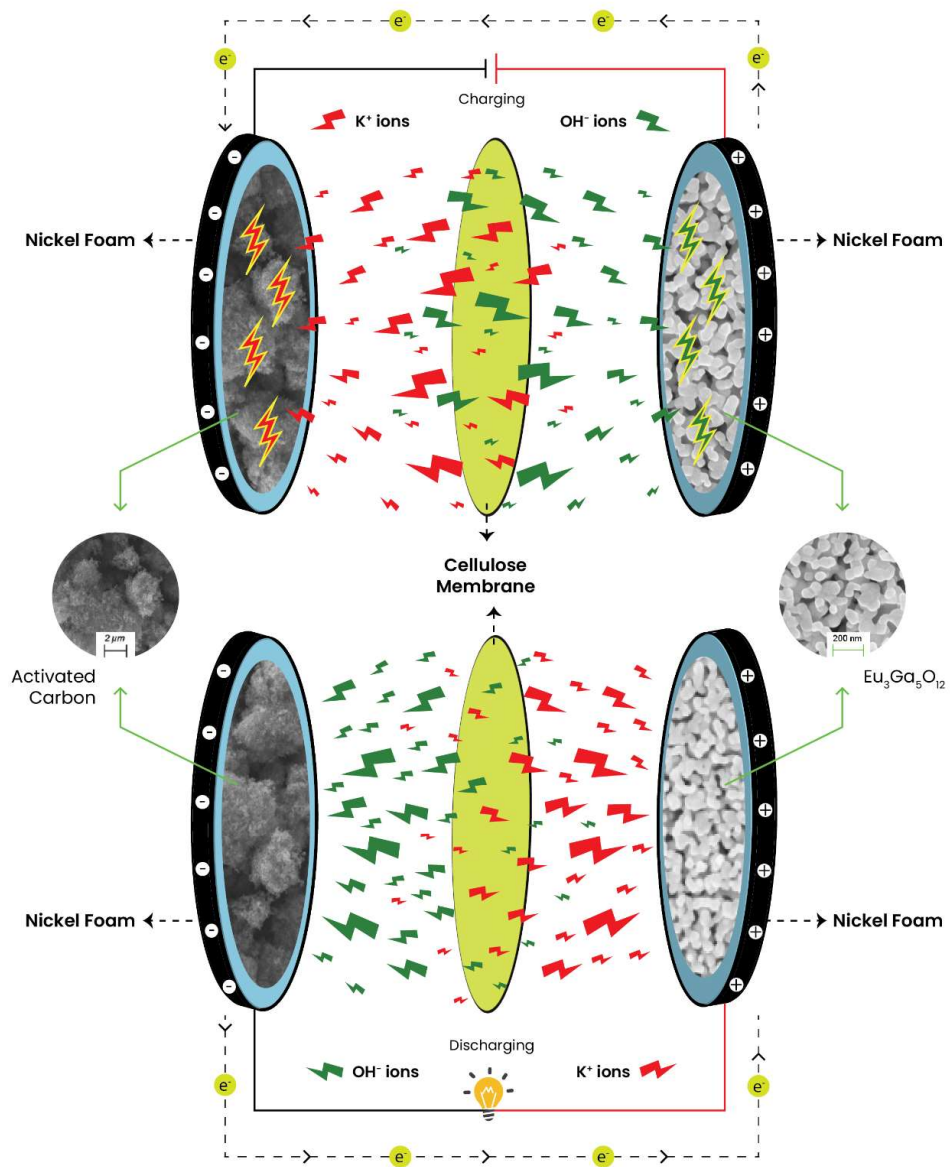 e⁻ e⁻
e⁻ e⁻
Charging
K⁺ ions OH⁻ ions
Nickel Foam Nickel Foam
Cellulose
Membrane
2 µm 200 nm
Activated
Carbon
Eu₃Ga₅O₁₂
Nickel Foam Nickel Foam
Discharging
OH⁻ ions K⁺ ions
e⁻ e⁻
e⁻ e⁻